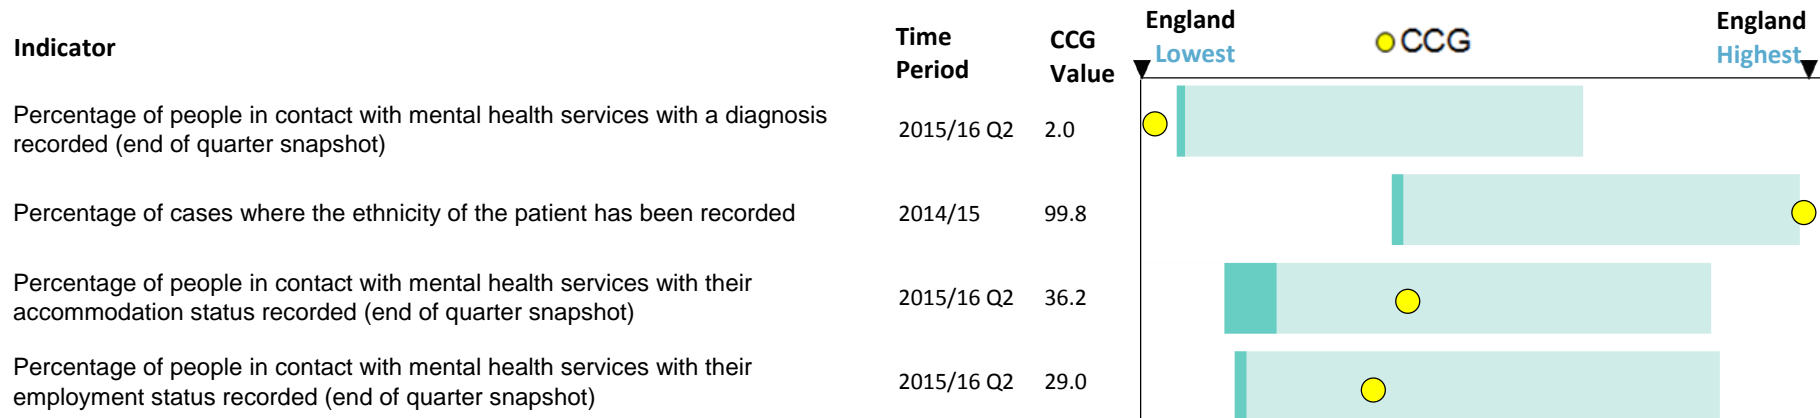 Indicator
Time
Period
CCG
Value
England
Lowest
CCG
England
Highest
Percentage of people in contact with mental health services with a diagnosis
recorded (end of quarter snapshot)
2015/16 Q2
2.0
Percentage of cases where the ethnicity of the patient has been recorded
2014/15
99.8
Percentage of people in contact with mental health services with their
accommodation status recorded (end of quarter snapshot)
2015/16 Q2
36.2
Percentage of people in contact with mental health services with their
employment status recorded (end of quarter snapshot)
2015/16 Q2
29.0